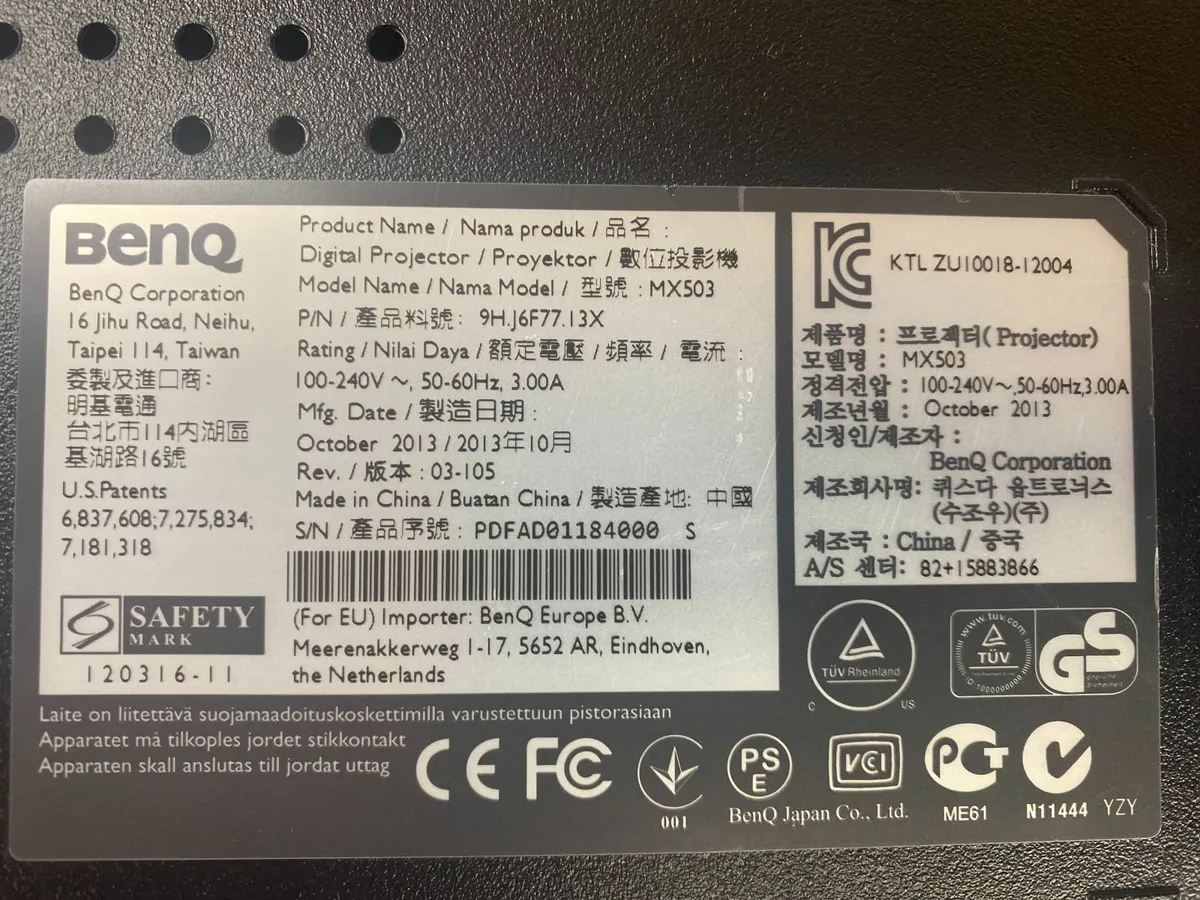 BenQ
BenQ Corporation
16 Jihu Road, Neihu,
Taipei 114, Taiwan
委製及進口商:
明基電通
台北市114內湖區
基湖路16號
U.S.Patents
6,837,608;7,275,834;
7,181,318
SAFETY
MARK
120316-11
Product Name / Nama produk / 品名 :
Digital Projector / Proyektor / 數位投影機
Model Name / Nama Model / 型號 : MX503
P/N / 產品料號: 9H.J6F77.13X
Rating / Nilai Daya / 額定電壓 / 頻率 / 電流 :
100-240V ～, 50-60Hz, 3.00A
Mfg. Date / 製造日期 :
October 2013 / 2013年10月
Rev. / 版本 : 03-105
Made in China / Buatan China / 製造產地: 中國
S/N / 產品序號 : PDFAD01184000 S
(For EU) Importer: BenQ Europe B.V.
Meerenakkerweg 1-17, 5652 AR, Eindhoven,
the Netherlands
KC
KTL ZU10018-12004
제품명 : 프로젝터( Projector)
모델명 : MX503
정격전압 : 100-240V～,50-60Hz,3.00A
제조년월 : October 2013
신청인/제조자 :
BenQ Corporation
제조회사명: 퀴스다 옵트로닉스
(수조우)(주)
제조국 : China / 중국
A/S 센터: 82+15883866
TÜV Rheinland
C US
www.tuv.com
TÜV
ID:1000000000
GS
geprüfte
Sicherheit
Laite on liitettävä suojamaadoituskoskettimilla varustettuun pistorasiaan
Apparatet må tilkoples jordet stikkontakt
Apparaten skall anslutas till jordat uttag
CE FC
001
PS
E
BenQ Japan Co., Ltd.
VCI
PCT
ME61
N11444
YZY